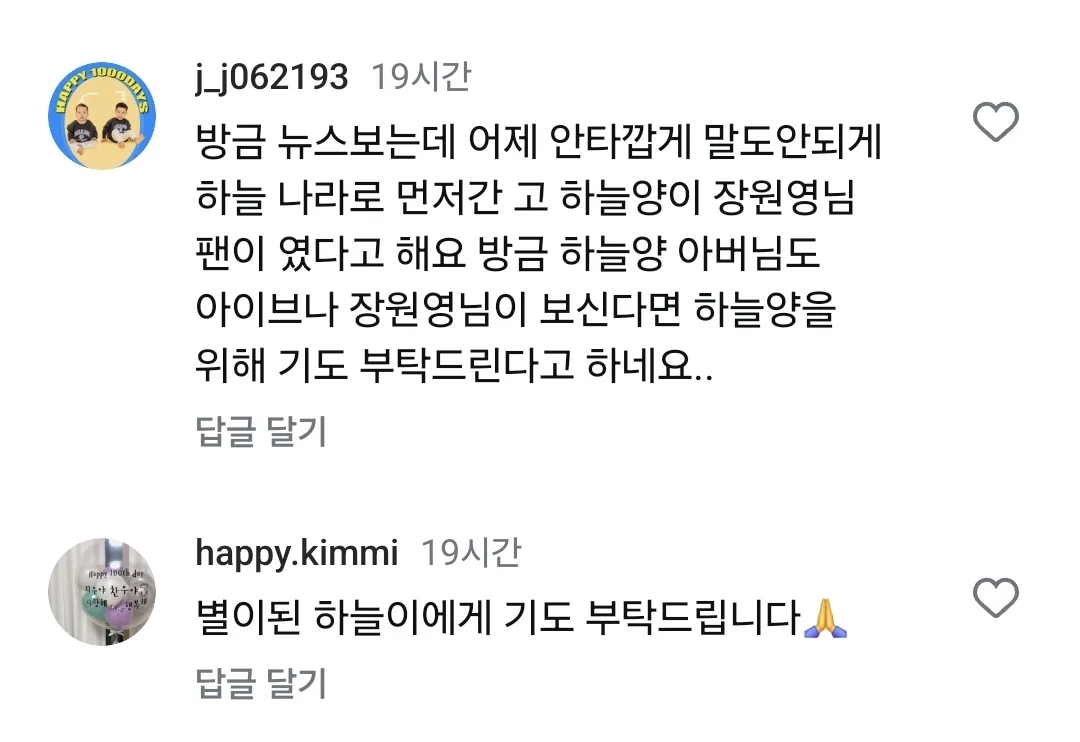 HAPPY 1000DAYS
j_j062193 19시간
방금 뉴스보는데 어제 안타깝게 말도안되게
하늘 나라로 먼저간 고 하늘양이 장원영님
팬이 였다고 해요 방금 하늘양 아버님도
아이브나 장원영님이 보신다면 하늘양을
위해 기도 부탁드린다고 하네요..
답글 달기
happy.kimmi 19시간
Happy 100th day
별이된 하늘이에게 기도 부탁드립니다🙏
답글 달기